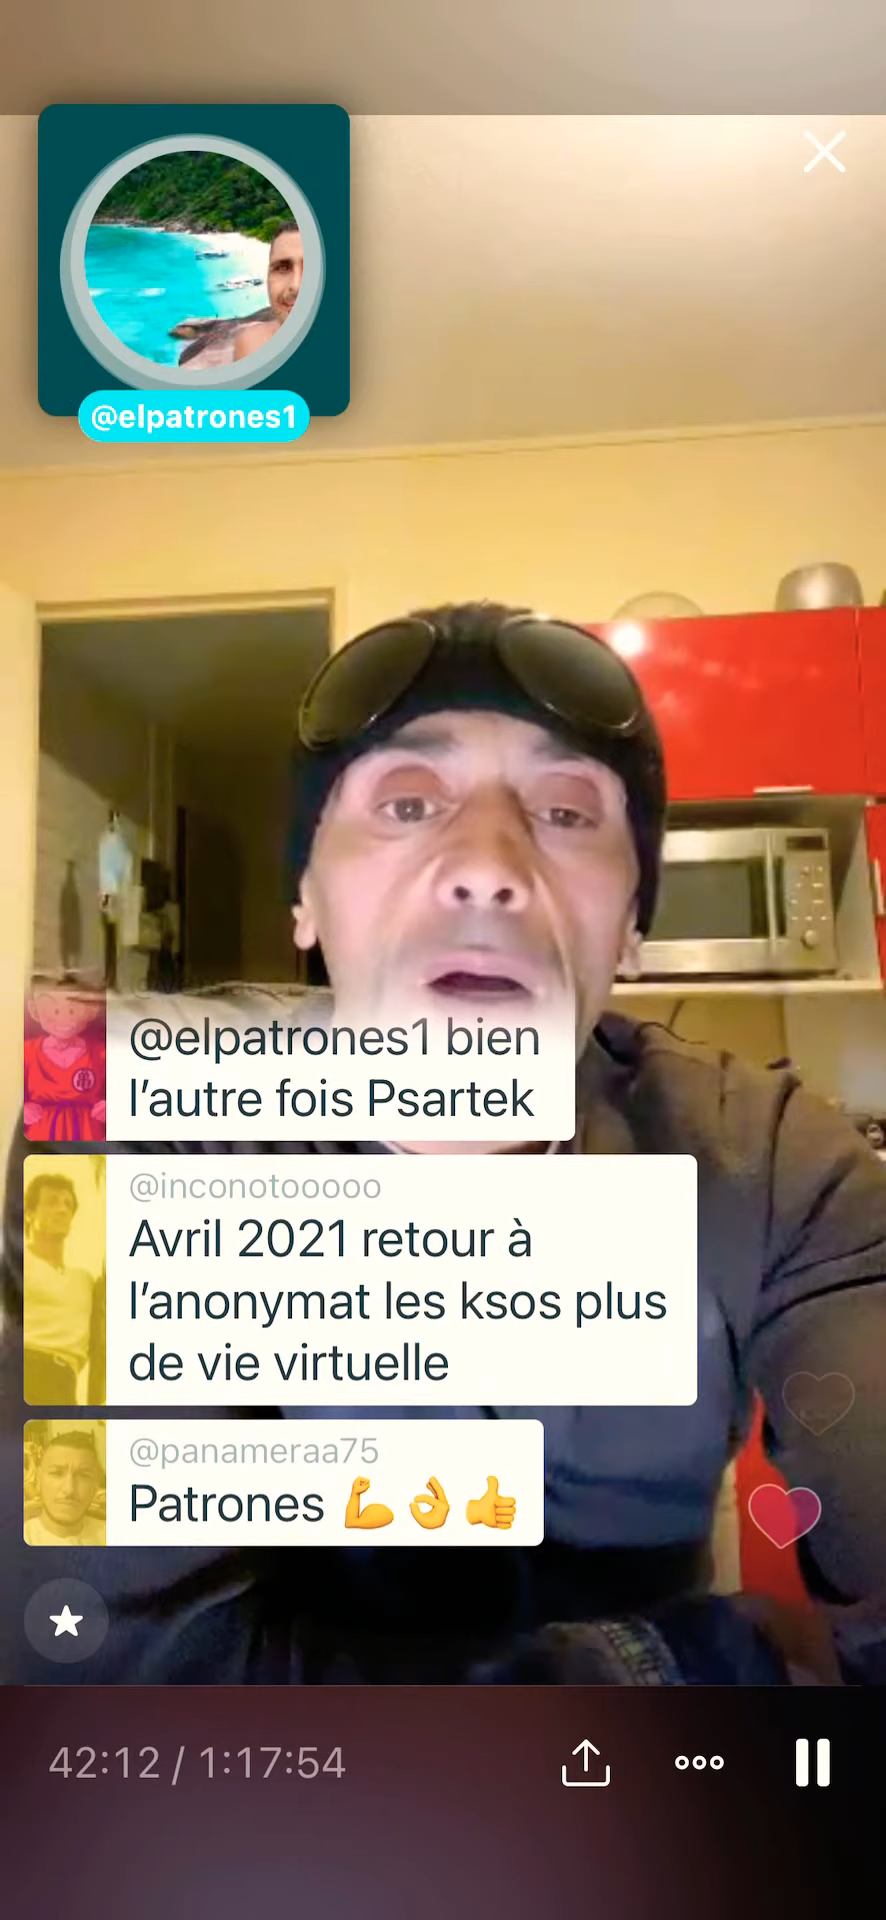 @elpatrones1
@elpatrones1 bien
l'autre fois Psartek
@inconotooooo
Avril 2021 retour à
l'anonymat les ksos plus
de vie virtuelle
@panameraa75
Patrones 💪👌👍
42:12 / 1:17:54